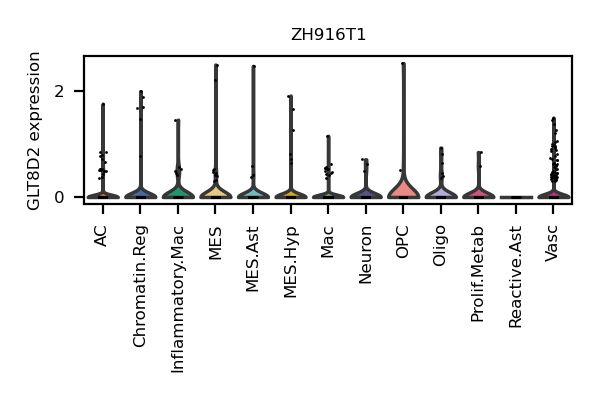 ZH916T1
GLT8D2 expression
2
0
AC
Chromatin.Reg
Inflammatory.Mac
MES
MES.Ast
MES.Hyp
Mac
Neuron
OPC
Oligo
Prolif.Metab
Reactive.Ast
Vasc